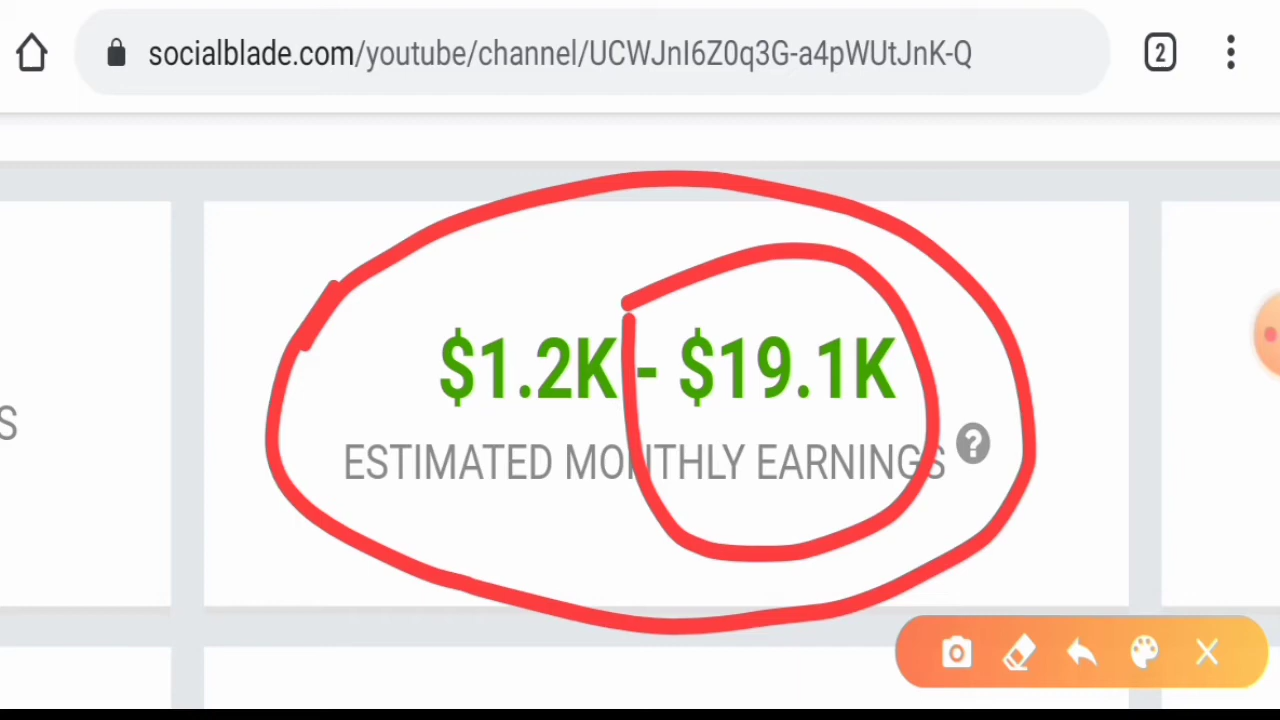 socialblade.com/youtube/channel/UCWJnI6Z0q3G-a4pWUtJnK-Q
2
$1.2K - $19.1K
S
ESTIMATED MONTHLY EARNINGS ?